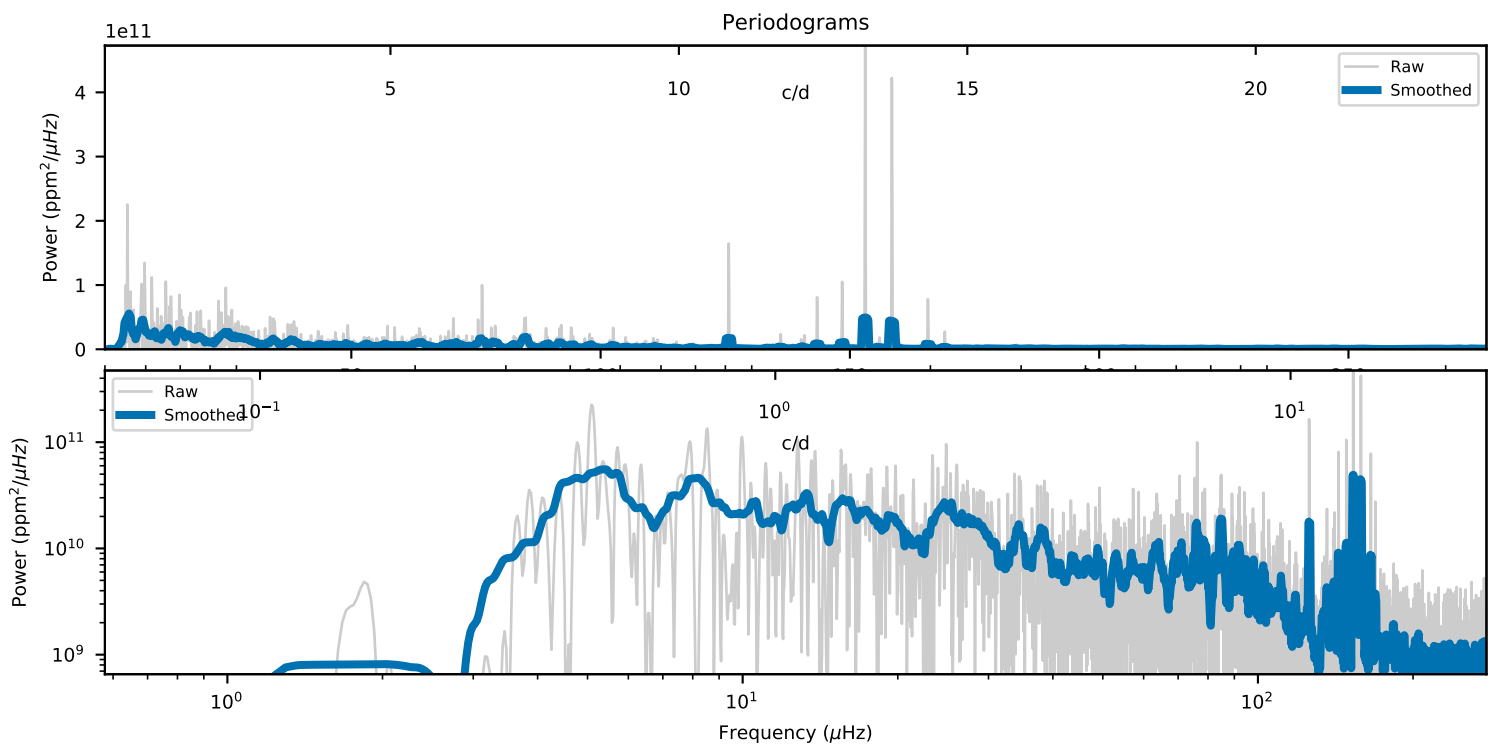 Periodograms
1e11
5 10 15 20
c/d
Raw
Smoothed
4
3
2
1
0
Power (ppm²/μHz)
Raw
Smoothed
10⁻¹ 10⁰ 10¹
c/d
10¹¹
10¹⁰
10⁹
Power (ppm²/μHz)
10⁰ 10¹ 10²
Frequency (μHz)